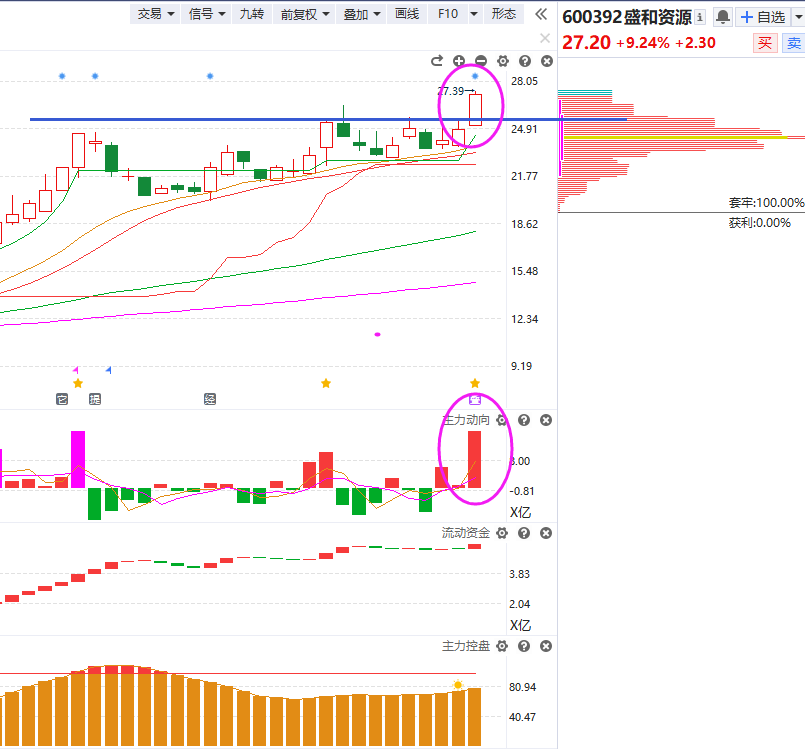 交易 信号 九转 前复权 叠加 画线 F10 形态
600392盛和资源
自选
27.20 +9.24% +2.30
买 卖
27.39
28.05
24.91
21.77
18.62
15.48
12.34
9.19
套牢:100.00%
获利:0.00%
主力动向
3.00
-0.81
X亿
流动资金
3.83
2.04
X亿
主力控盘
80.94
40.47